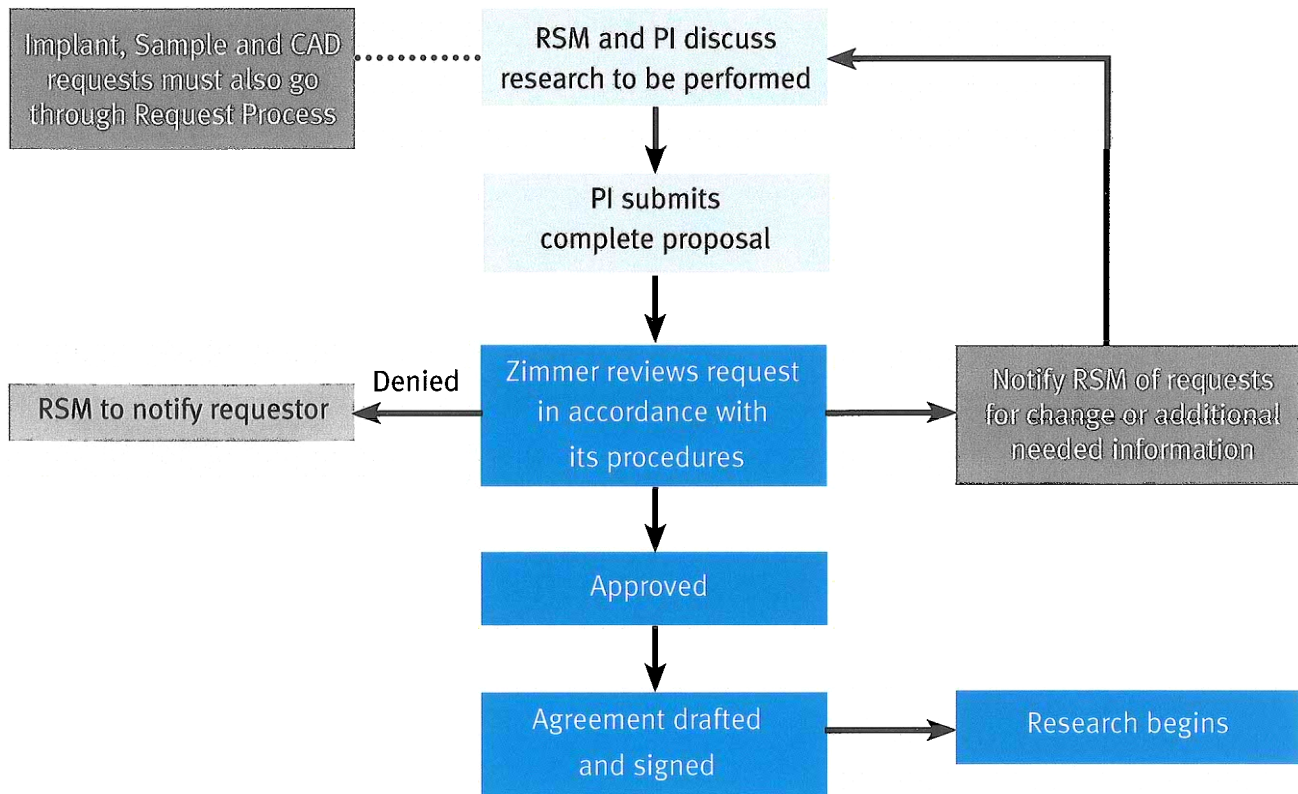 Implant, Sample and CAD
requests must also go
through Request Process
RSM and PI discuss
research to be performed
PI submits
complete proposal
Denied
RSM to notify requestor
Zimmer reviews request
in accordance with
its procedures
Notify RSM of requests
for change or additional
needed information
Approved
Agreement drafted
and signed
Research begins